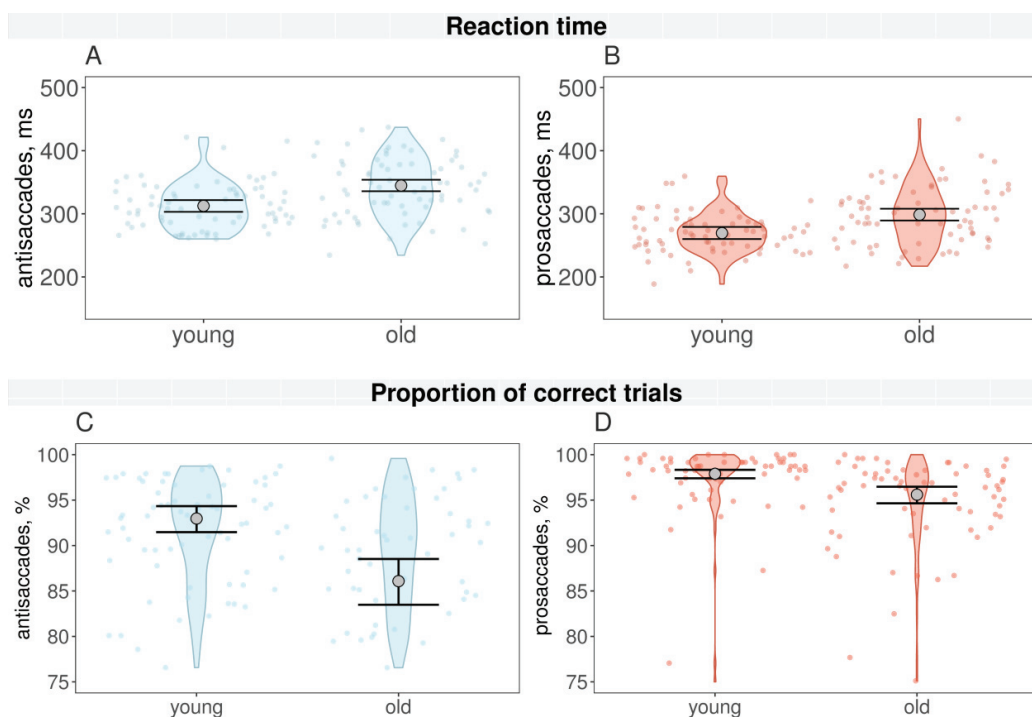 Reaction time
A
B
antisaccades, ms
500
400
300
200
young
old
prosaccades, ms
500
400
300
200
young
old
Proportion of correct trials
C
D
antisaccades, %
100
95
90
85
80
75
young
old
prosaccades, %
100
95
90
85
80
75
young
old